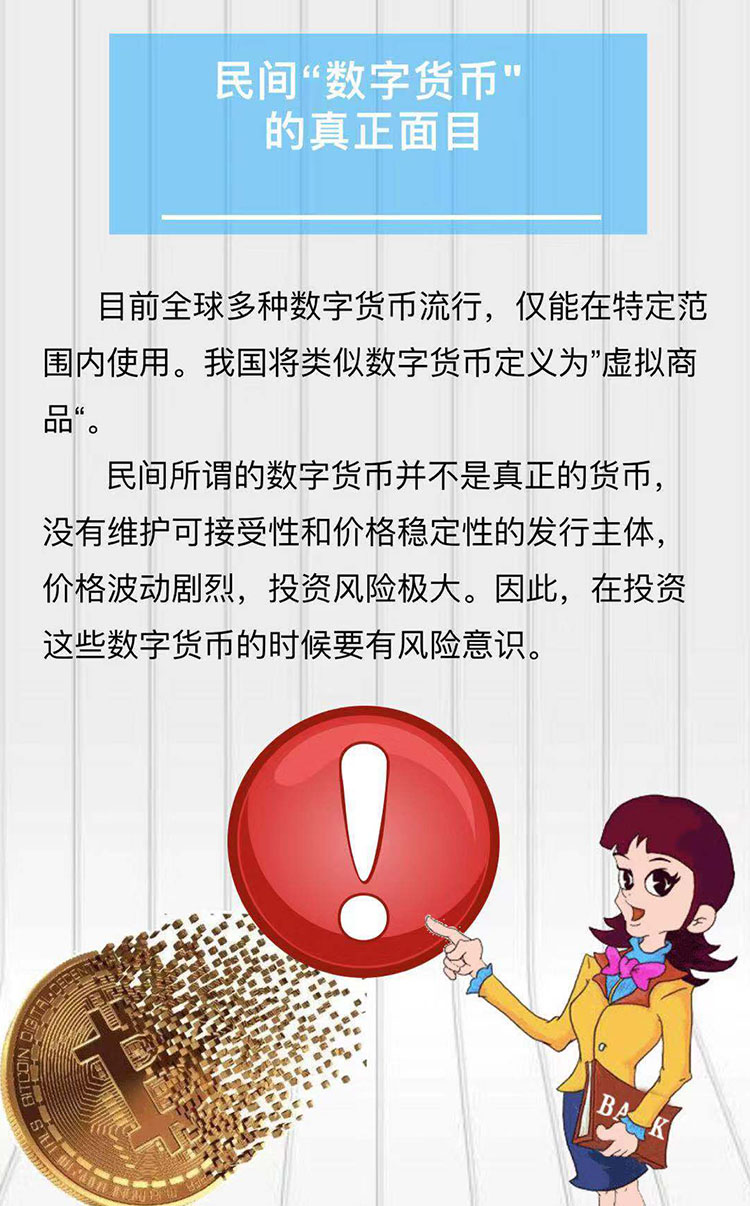 民间“数字货币"
的真正面目
目前全球多种数字货币流行，仅能在特定范
围内使用。我国将类似数字货币定义为”虚拟商
品“。
民间所谓的数字货币并不是真正的货币，
没有维护可接受性和价格稳定性的发行主体，
价格波动剧烈，投资风险极大。因此，在投资
这些数字货币的时候要有风险意识。
BITCOIN DIGITAL
BANK